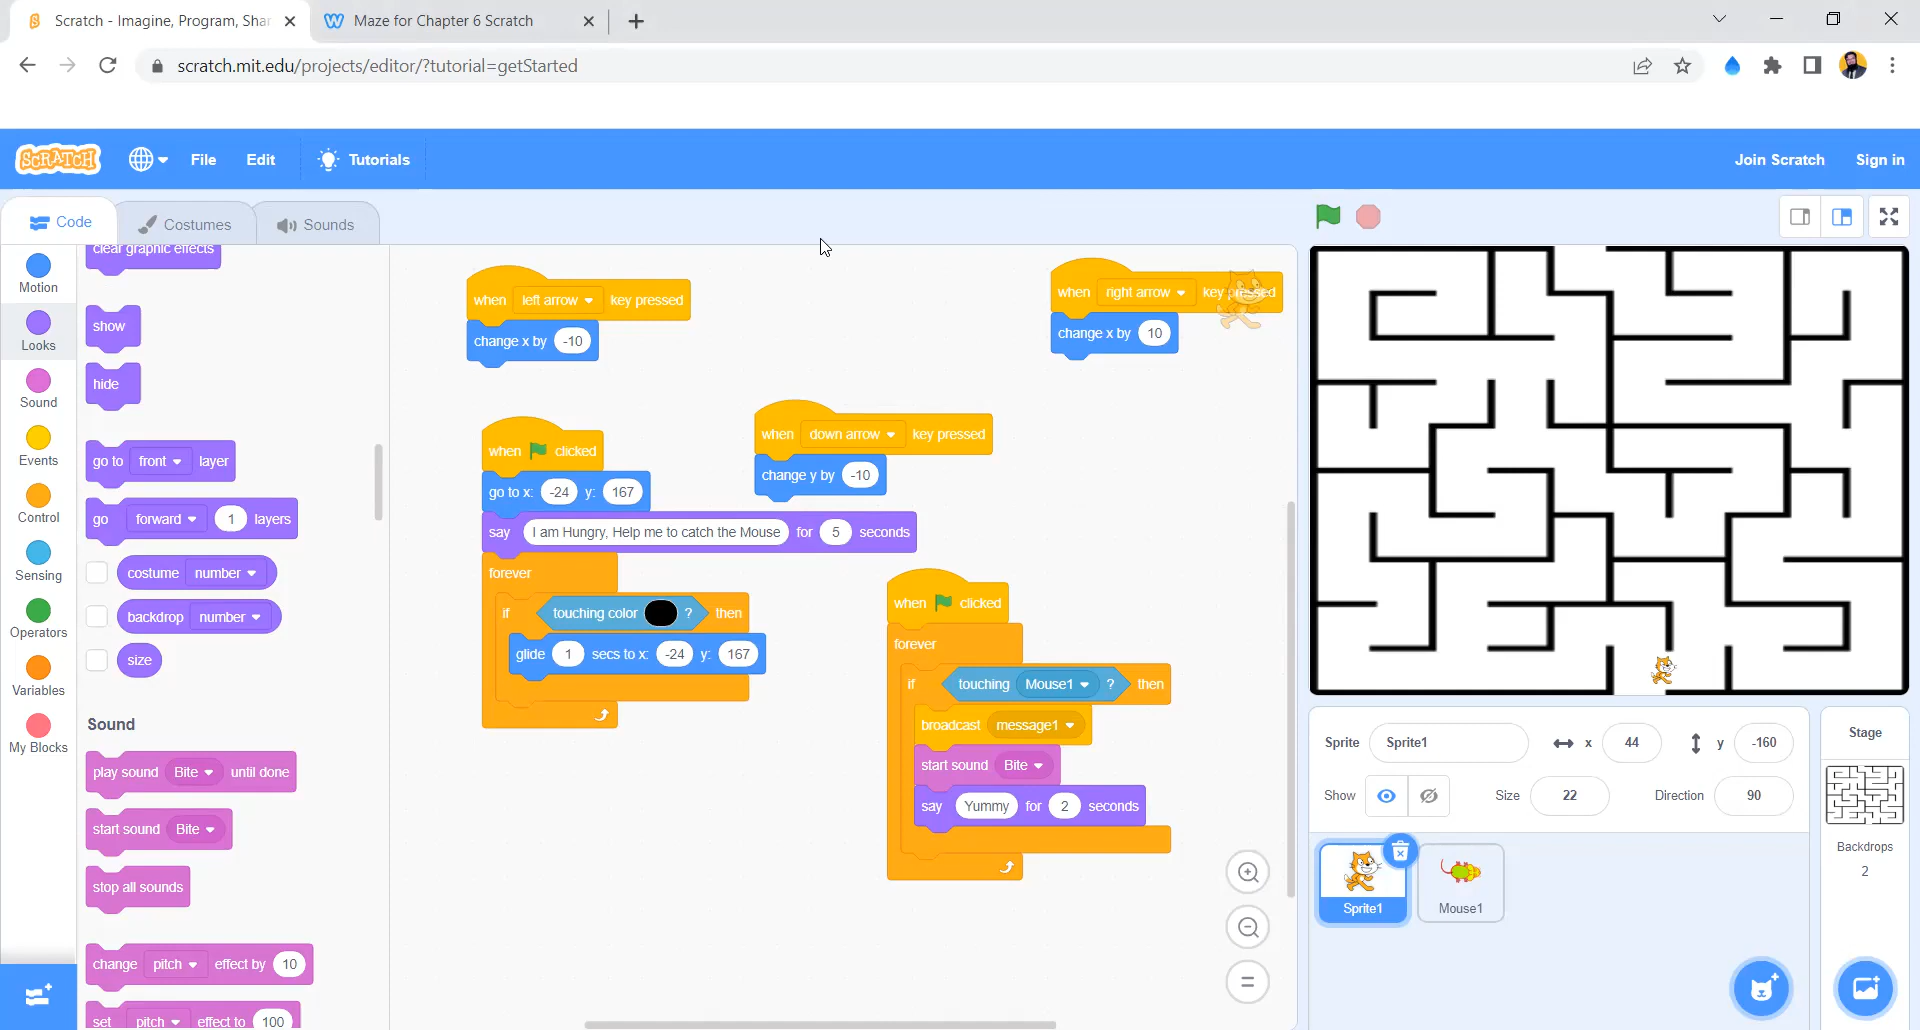 Scratch - Imagine, Program, Shar
Maze for Chapter 6 Scratch
scratch.mit.edu/projects/editor/?tutorial=getStarted
SCRATCH
File
Edit
Tutorials
Join Scratch
Sign in
Code
Costumes
Sounds
Motion
Looks
Sound
Events
Control
Sensing
Operators
Variables
My Blocks
clear graphic effects
show
hide
go to front layer
go forward 1 layers
costume number
backdrop number
size
Sound
play sound Bite until done
start sound Bite
stop all sounds
change pitch effect by 10
set pitch effect to 100
when left arrow key pressed
change x by -10
when right arrow key pressed
change x by 10
when clicked
go to x: -24 y: 167
say I am Hungry, Help me to catch the Mouse for 5 seconds
forever
if touching color ? then
glide 1 secs to x: -24 y: 167
when down arrow key pressed
change y by -10
when clicked
forever
if touching Mouse1 ? then
broadcast message1
start sound Bite
say Yummy for 2 seconds
Sprite Sprite1 x 44 y -160
Show Size 22 Direction 90
Sprite1
Mouse1
Stage
Backdrops
2